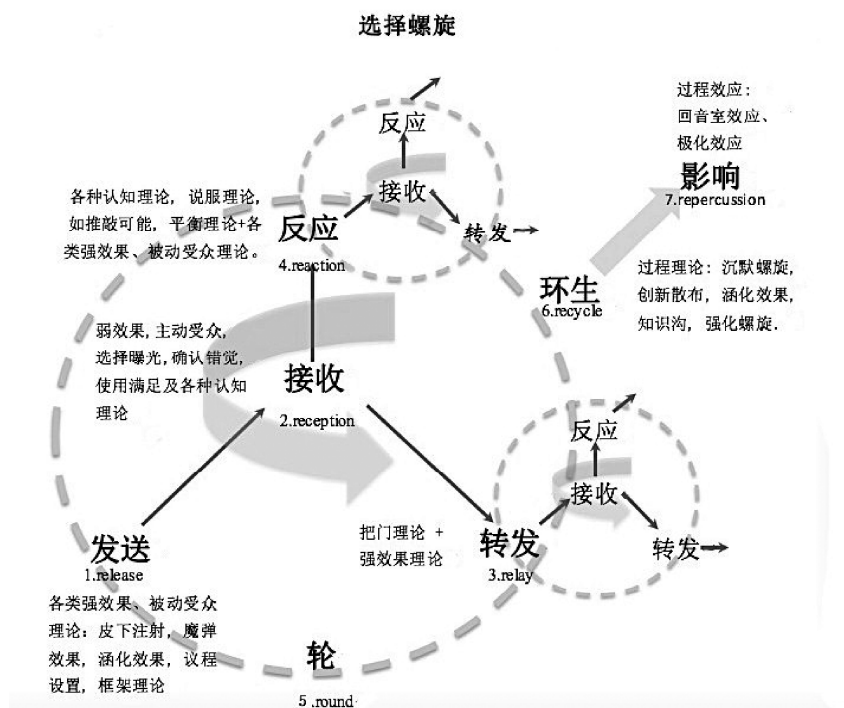 选择螺旋
过程效应：
回音室效应、
极化效应
影响
7.repercussion
反应
接收
转发
各种认知理论，说服理论，
如推敲可能，平衡理论+各
类强效果、被动受众理论。
反应
4.reaction
过程理论：沉默螺旋，
创新散布，涵化效果，
知识沟，强化螺旋.
环生
6.recycle
弱效果,主动受众，
选择曝光,确认错觉，
使用满足及各种认知
理论
接收
2.reception
反应
接收
转发
把门理论 +
强效果理论
转发
3.relay
发送
1.release
各类强效果、被动受众
理论：皮下注射，魔弹
效果，涵化效果，议程
设置，框架理论
轮
5 .round